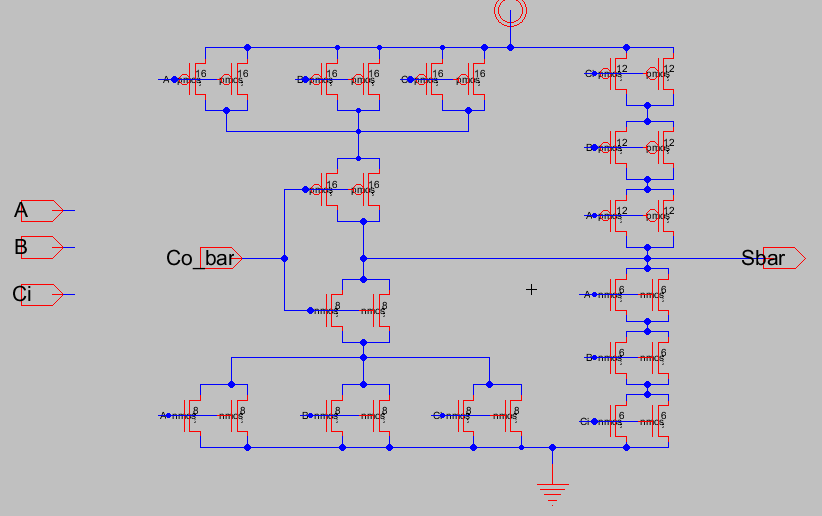 A pmos 16 pmos 16 B pmos 16 pmos 16 C pmos 16 pmos 16 Ci pmos 12 pmos 12
B pmos 12 pmos 12
pmos 16 pmos 16
A pmos 12 pmos 12
A
B
Co_bar Sbar
Ci A nmos 6 nmos 6
nmos 8 nmos 8
B nmos 6 nmos 6
A nmos 8 nmos 8 B nmos 8 nmos 8 Ci nmos 8 nmos 8 Ci nmos 6 nmos 6